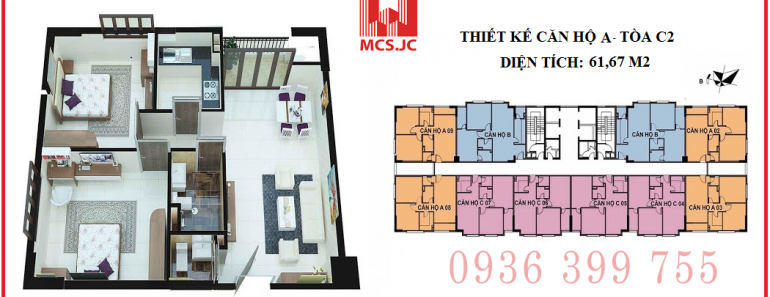 MCS.JC
THIẾT KẾ CĂN HỘ A- TÒA C2
DIỆN TÍCH: 61,67 M2
B
CĂN HỘ A 09
CĂN HỘ B
CĂN HỘ B
CĂN HỘ A 02
CĂN HỘ A 08
CĂN HỘ C 07
CĂN HỘ C 06
CĂN HỘ C 05
CĂN HỘ C 04
CĂN HỘ A 03
0936 399 755